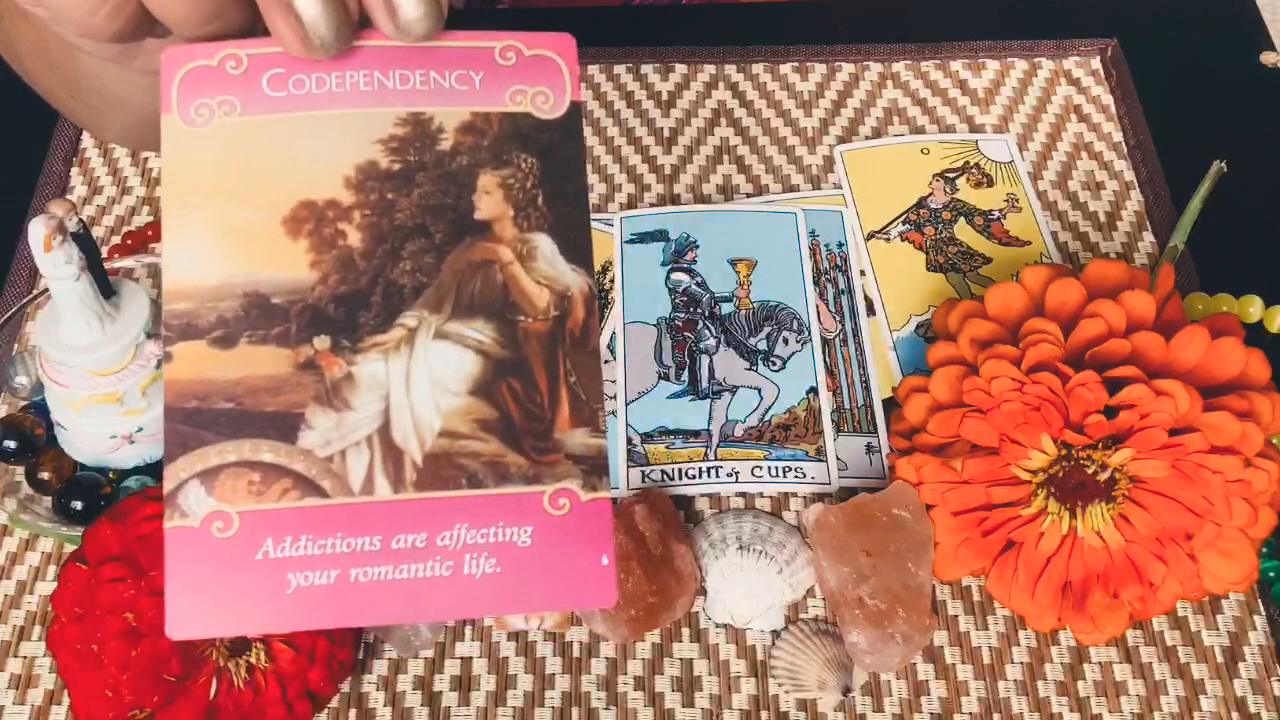 CODEPENDENCY
Addictions are affecting
your romantic life.
KNIGHT of CUPS.